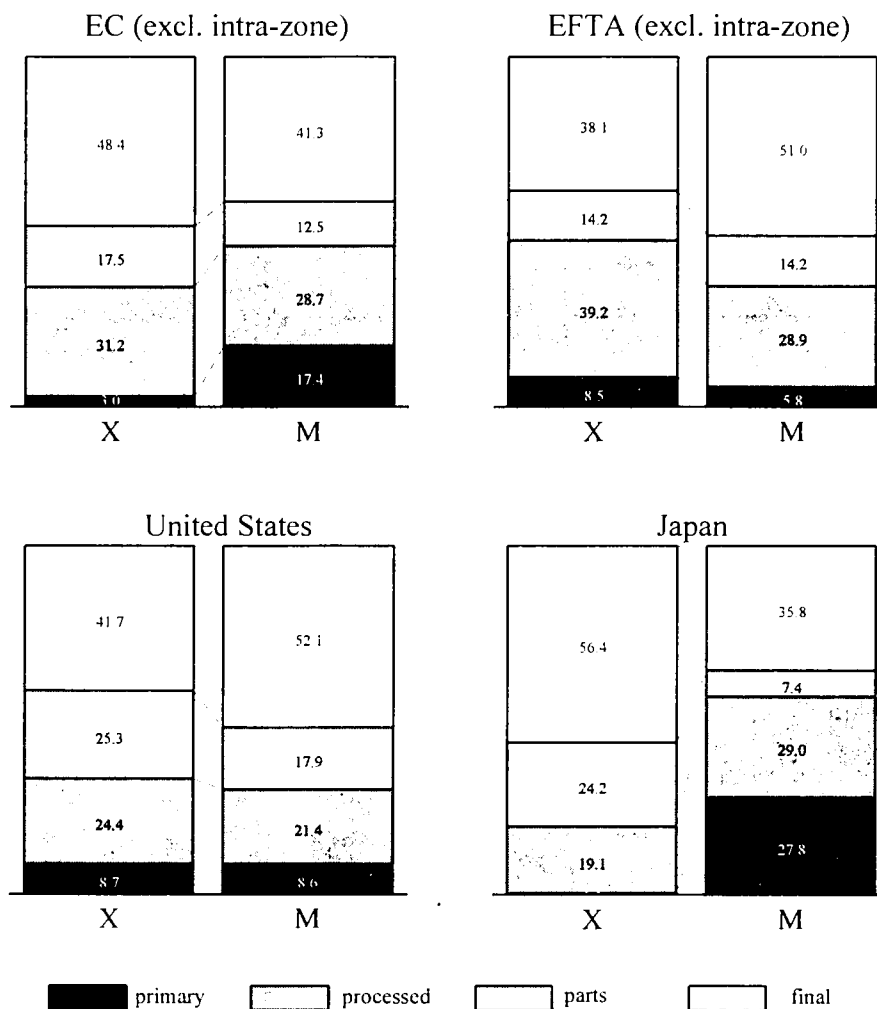 EC (excl. intra-zone)
48.4
17.5
31.2
3.0
X
41.3
12.5
28.7
17.4
M
EFTA (excl. intra-zone)
38.1
14.2
39.2
8.5
X
51.0
14.2
28.9
5.8
M
United States
41.7
25.3
24.4
8.7
X
52.1
17.9
21.4
8.6
M
Japan
56.4
24.2
19.1
X
35.8
7.4
29.0
27.8
M
primary processed parts final